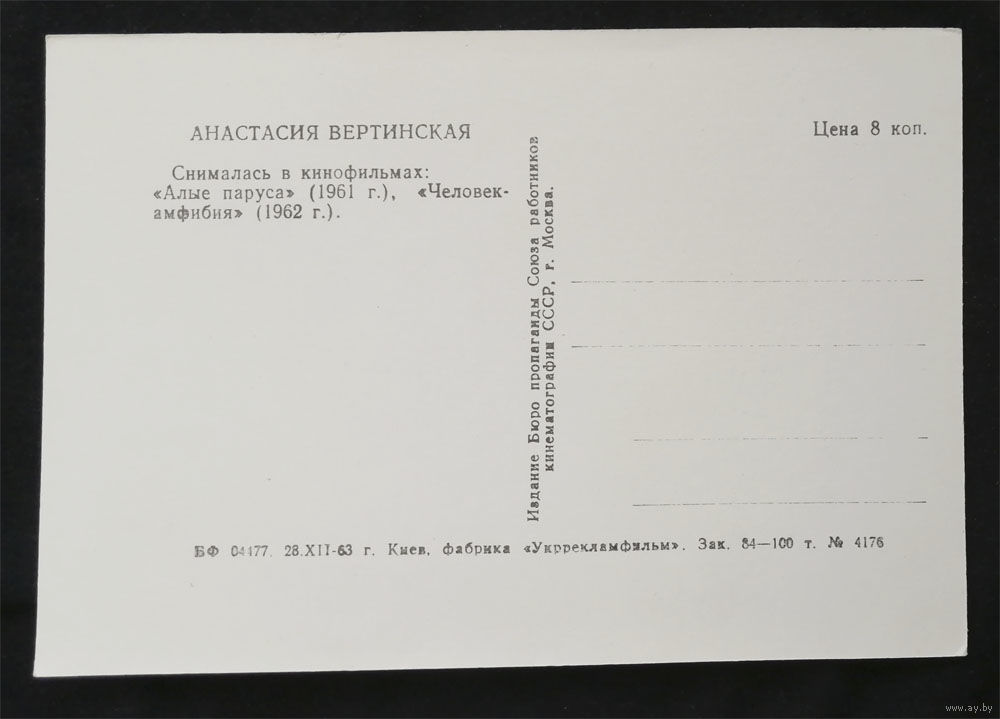 АНАСТАСИЯ ВЕРТИНСКАЯ
Снималась в кинофильмах:
«Алые паруса» (1961 г.), «Человек-
амфибия» (1962 г.).
Издание Бюро пропаганды Союза работников
кинематографии СССР, г. Москва.
Цена 8 коп.
БФ 04477. 28.XII-63 г. Киев, фабрика «Укррекламфильм». Зак. 84—100 т. № 4176
www.ay.by